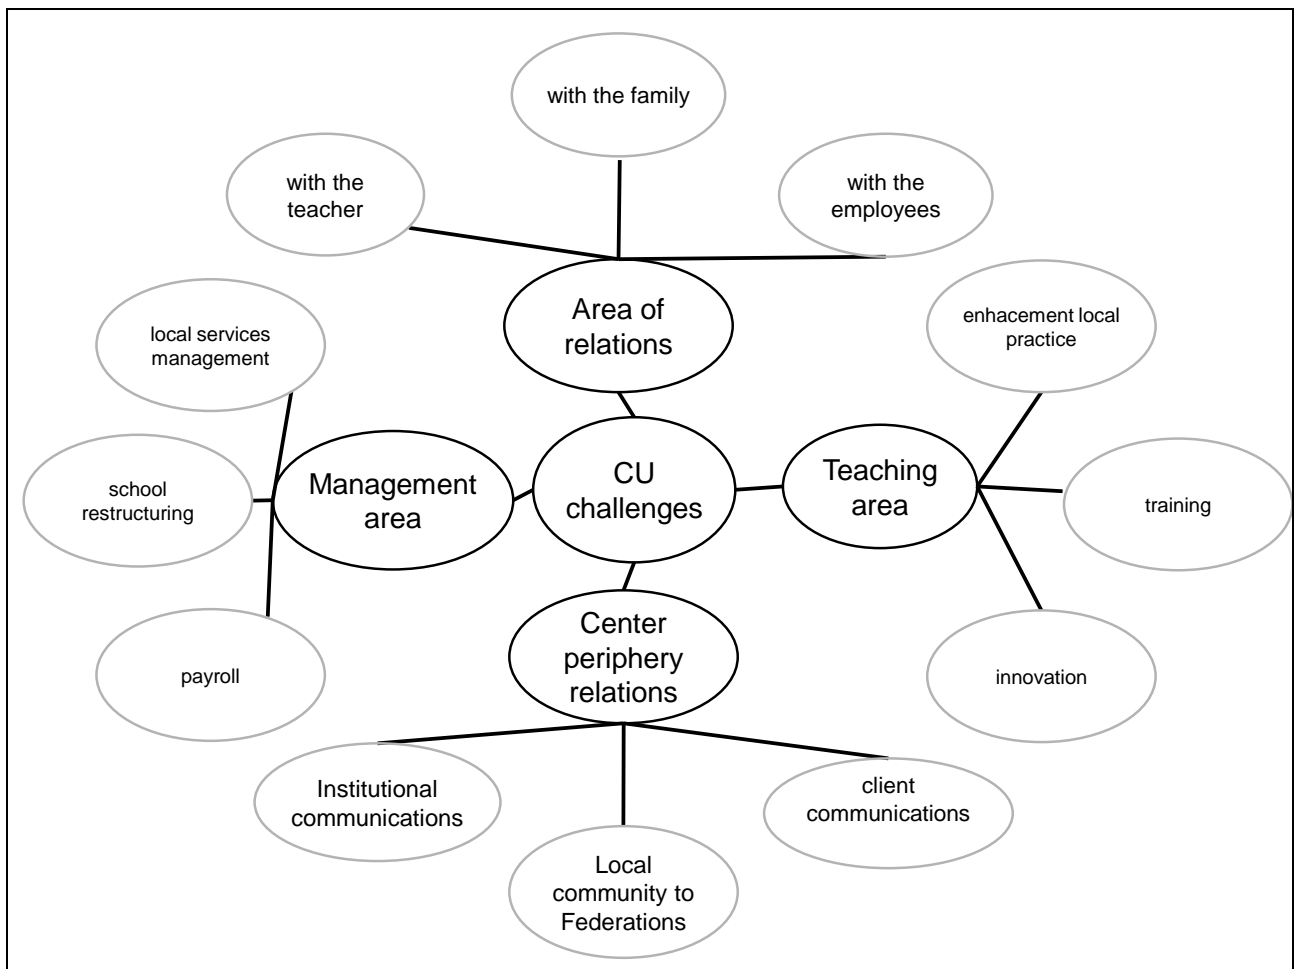 with the family
with the
teacher
with the
employees
Area of
relations
local services
management
enhacement local
practice
school
restructuring
Management
area
CU
challenges
Teaching
area
training
payroll
Center
periphery
relations
innovation
Institutional
communications
client
communications
Local
community to
Federations